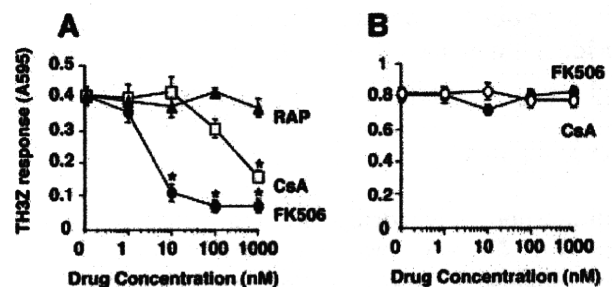 A
TH3Z response (A595)
0.5
0.4
0.3
0.2
0.1
0
RAP
CsA
FK506
* * * *
0 1 10 100 1000
Drug Concentration (nM)
B
1
0.8
0.6
0.4
0.2
0
FK506
CsA
0 1 10 100 1000
Drug Concentration (nM)